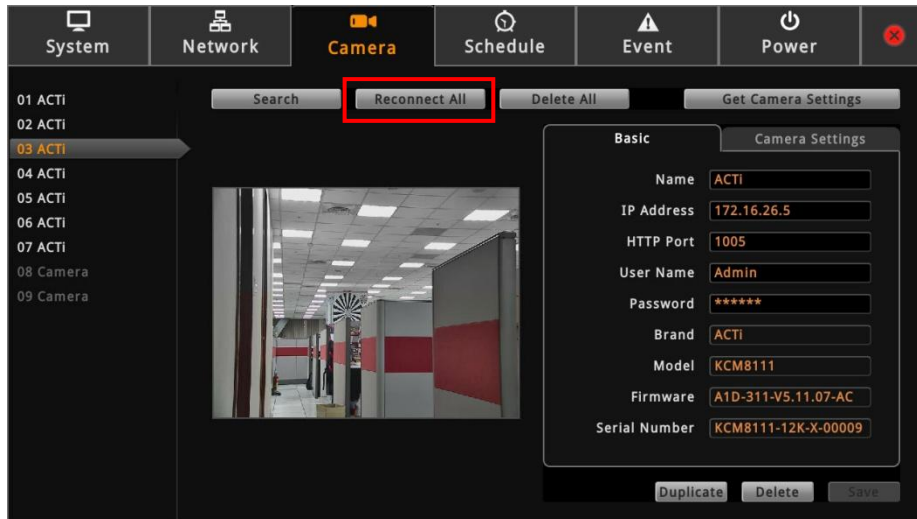 System Network Camera Schedule Event Power
Search Reconnect All Delete All Get Camera Settings
01 ACTi
02 ACTi
03 ACTi
04 ACTi
05 ACTi
06 ACTi
07 ACTi
08 Camera
09 Camera
Basic Camera Settings
Name ACTi
IP Address 172.16.26.5
HTTP Port 1005
User Name Admin
Password ******
Brand ACTi
Model KCM8111
Firmware A1D-311-V5.11.07-AC
Serial Number KCM8111-12K-X-00009
Duplicate Delete Save